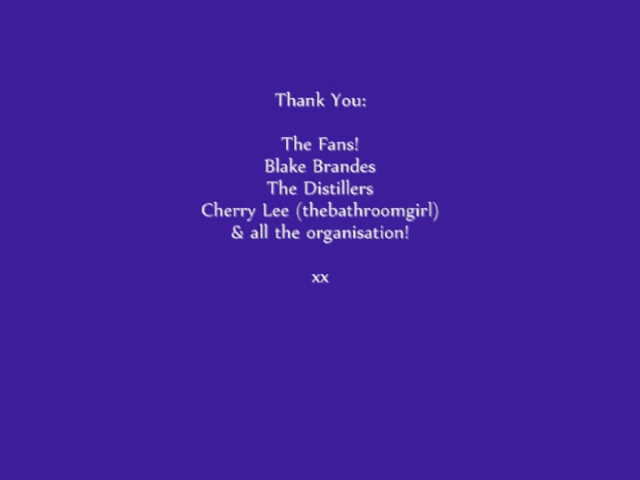 Thank You:
The Fans!
Blake Brandes
The Distillers
Cherry Lee (thebathroomgirl)
& all the organisation!
xx